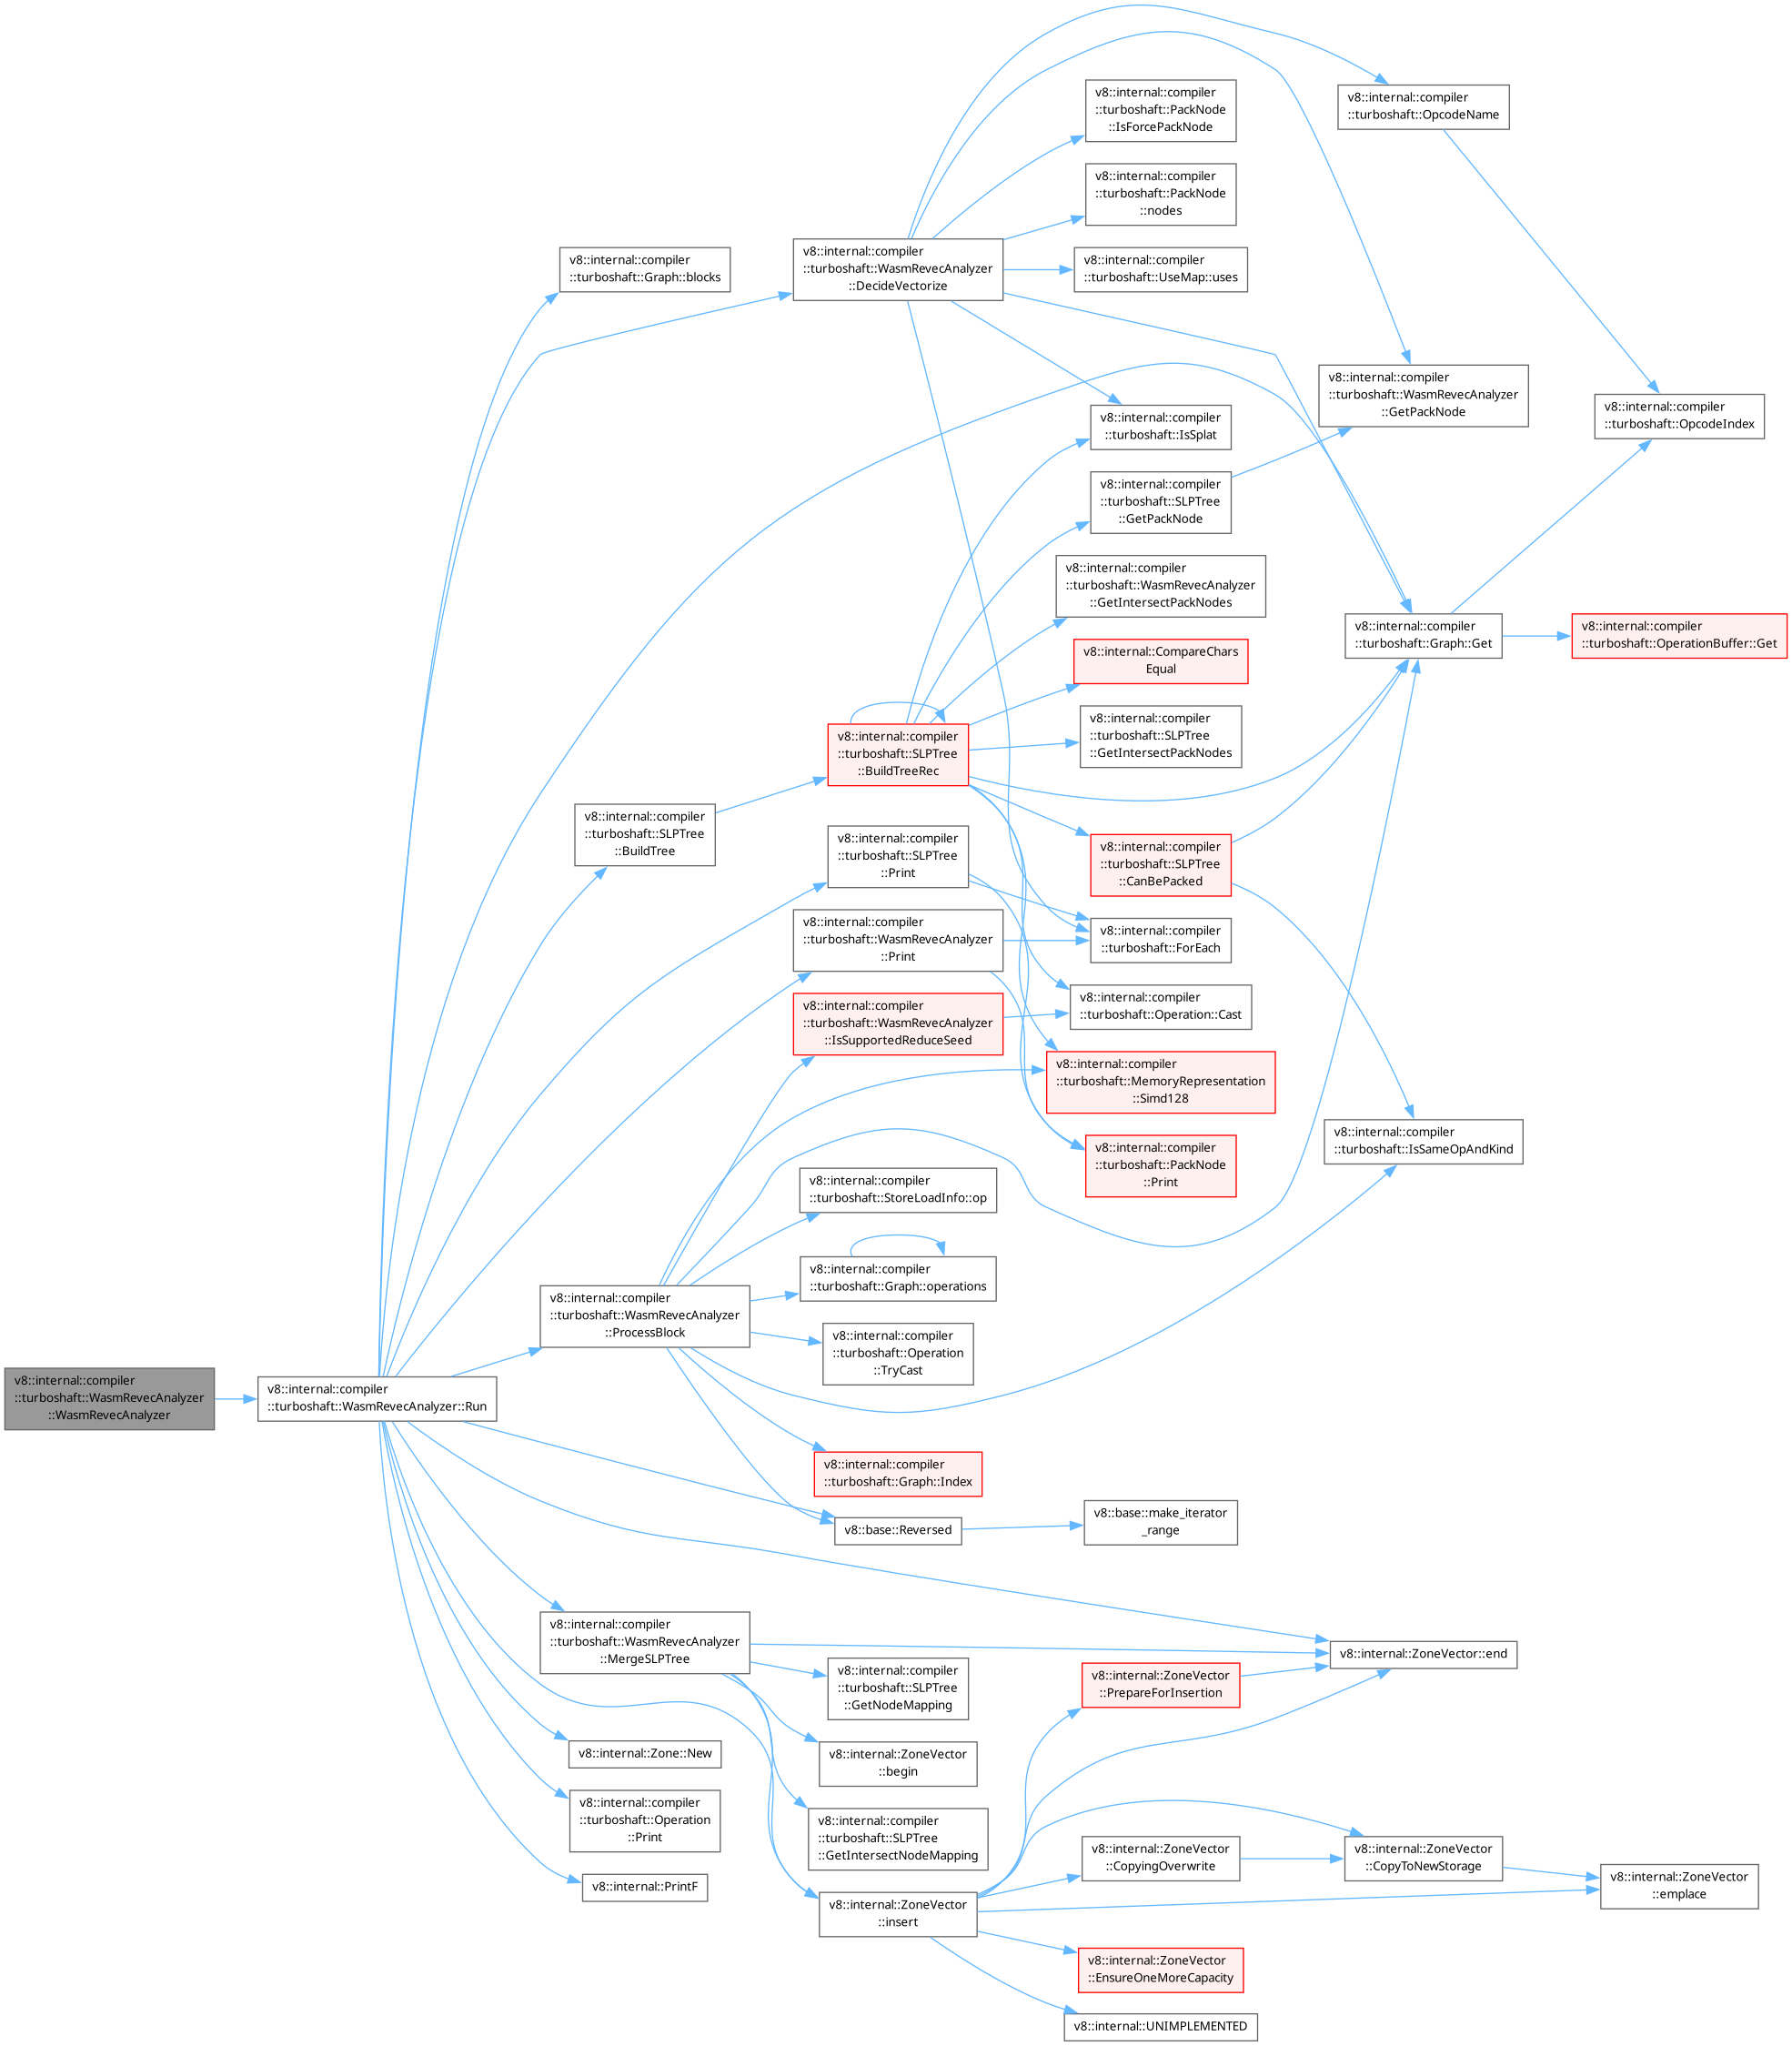 v8::internal::compiler
::turboshaft::OpcodeName
v8::internal::compiler
::turboshaft::PackNode
::IsForcePackNode
v8::internal::compiler
::turboshaft::PackNode
::nodes
v8::internal::compiler
::turboshaft::Graph::blocks
v8::internal::compiler
::turboshaft::WasmRevecAnalyzer
::DecideVectorize
v8::internal::compiler
::turboshaft::UseMap::uses
v8::internal::compiler
::turboshaft::WasmRevecAnalyzer
::GetPackNode
v8::internal::compiler
::turboshaft::OpcodeIndex
v8::internal::compiler
::turboshaft::IsSplat
v8::internal::compiler
::turboshaft::SLPTree
::GetPackNode
v8::internal::compiler
::turboshaft::WasmRevecAnalyzer
::GetIntersectPackNodes
v8::internal::compiler
::turboshaft::Graph::Get
v8::internal::compiler
::turboshaft::OperationBuffer::Get
v8::internal::CompareChars
Equal
v8::internal::compiler
::turboshaft::SLPTree
::GetIntersectPackNodes
v8::internal::compiler
::turboshaft::SLPTree
::BuildTreeRec
v8::internal::compiler
::turboshaft::SLPTree
::BuildTree
v8::internal::compiler
::turboshaft::SLPTree
::Print
v8::internal::compiler
::turboshaft::SLPTree
::CanBePacked
v8::internal::compiler
::turboshaft::WasmRevecAnalyzer
::Print
v8::internal::compiler
::turboshaft::ForEach
v8::internal::compiler
::turboshaft::WasmRevecAnalyzer
::IsSupportedReduceSeed
v8::internal::compiler
::turboshaft::Operation::Cast
v8::internal::compiler
::turboshaft::MemoryRepresentation
::Simd128
v8::internal::compiler
::turboshaft::IsSameOpAndKind
v8::internal::compiler
::turboshaft::PackNode
::Print
v8::internal::compiler
::turboshaft::StoreLoadInfo::op
v8::internal::compiler
::turboshaft::Graph::operations
v8::internal::compiler
::turboshaft::WasmRevecAnalyzer
::ProcessBlock
v8::internal::compiler
::turboshaft::Operation
::TryCast
v8::internal::compiler
::turboshaft::WasmRevecAnalyzer
::WasmRevecAnalyzer
v8::internal::compiler
::turboshaft::WasmRevecAnalyzer::Run
v8::internal::compiler
::turboshaft::Graph::Index
v8::base::Reversed
v8::base::make_iterator
_range
v8::internal::compiler
::turboshaft::WasmRevecAnalyzer
::MergeSLPTree
v8::internal::ZoneVector::end
v8::internal::compiler
::turboshaft::SLPTree
::GetNodeMapping
v8::internal::ZoneVector
::PrepareForInsertion
v8::internal::Zone::New
v8::internal::ZoneVector
::begin
v8::internal::compiler
::turboshaft::Operation
::Print
v8::internal::compiler
::turboshaft::SLPTree
::GetIntersectNodeMapping
v8::internal::ZoneVector
::CopyingOverwrite
v8::internal::ZoneVector
::CopyToNewStorage
v8::internal::PrintF
v8::internal::ZoneVector
::insert
v8::internal::ZoneVector
::emplace
v8::internal::ZoneVector
::EnsureOneMoreCapacity
v8::internal::UNIMPLEMENTED